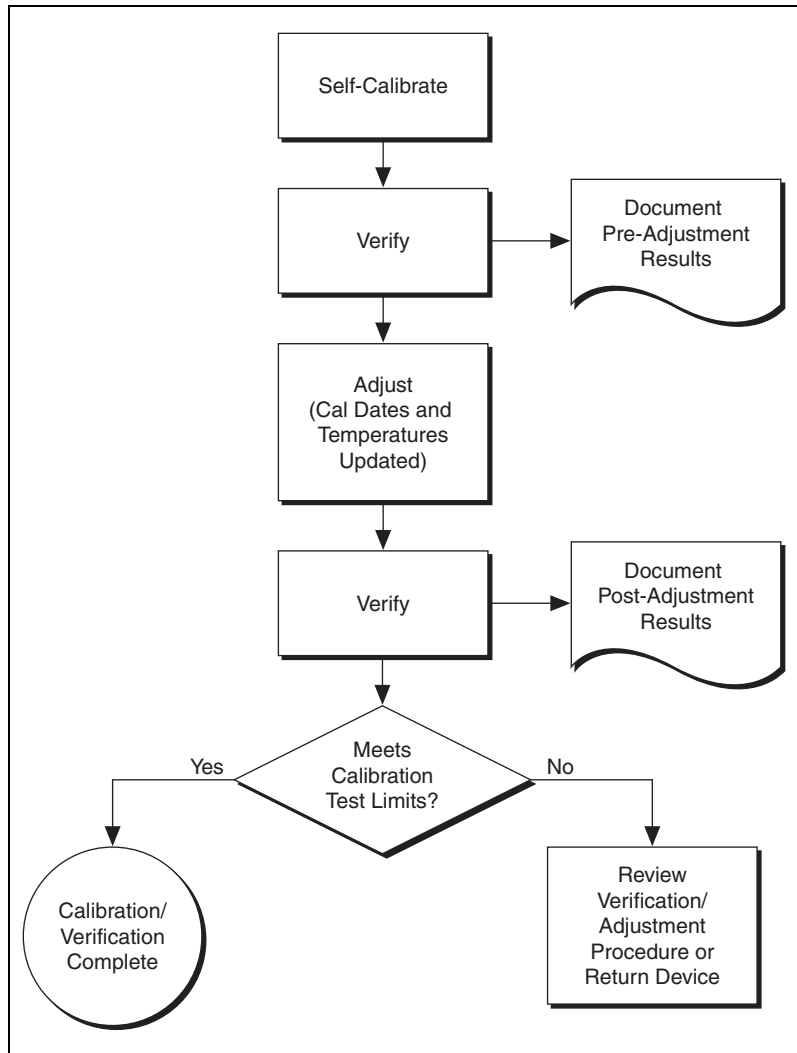 Self-Calibrate
Verify
Document
Pre-Adjustment
Results
Adjust
(Cal Dates and
Temperatures
Updated)
Verify
Document
Post-Adjustment
Results
Meets
Calibration
Test Limits?
Yes
No
Calibration/
Verification
Complete
Review
Verification/
Adjustment
Procedure or
Return Device